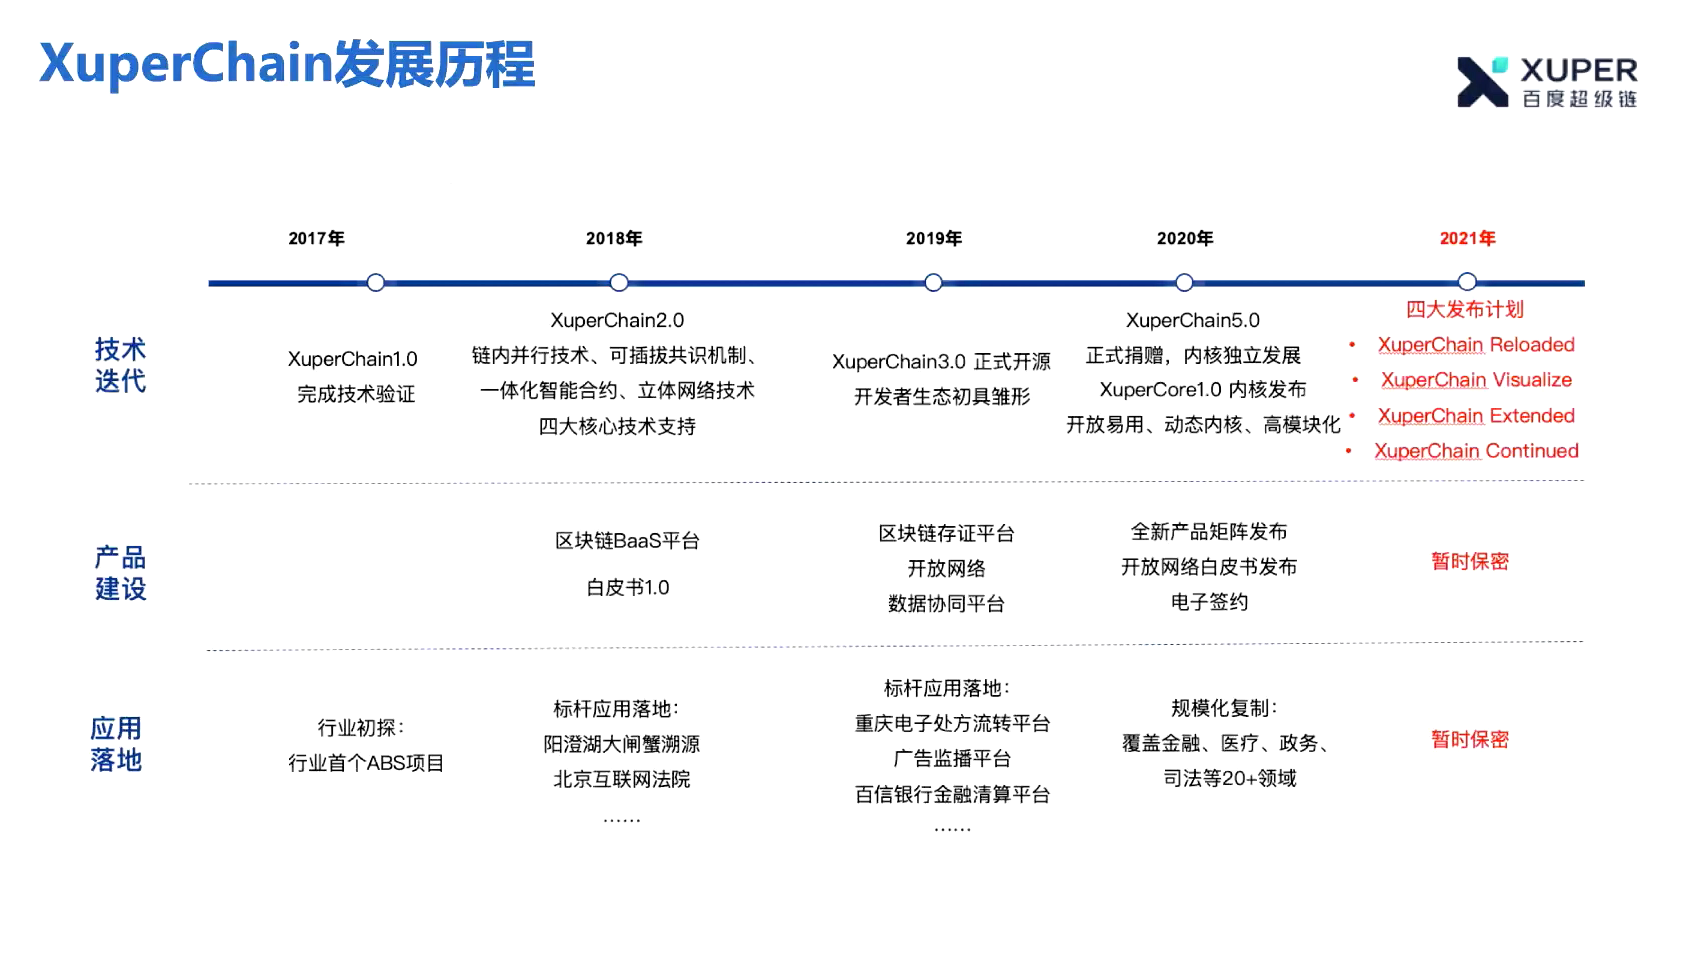 XuperChain发展历程
XUPER
百度超级链
2017年
2018年
2019年
2020年
2021年
技术
迭代
XuperChain1.0
完成技术验证
XuperChain2.0
链内并行技术、可插拔共识机制、
一体化智能合约、立体网络技术
四大核心技术支持
XuperChain3.0 正式开源
开发者生态初具雏形
XuperChain5.0
正式捐赠，内核独立发展
XuperCore1.0 内核发布
开放易用、动态内核、高模块化
四大发布计划
• XuperChain Reloaded
• XuperChain Visualize
• XuperChain Extended
• XuperChain Continued
产品
建设
区块链BaaS平台
白皮书1.0
区块链存证平台
开放网络
数据协同平台
全新产品矩阵发布
开放网络白皮书发布
电子签约
暂时保密
应用
落地
行业初探：
行业首个ABS项目
标杆应用落地：
阳澄湖大闸蟹溯源
北京互联网法院
……
标杆应用落地：
重庆电子处方流转平台
广告监播平台
百信银行金融清算平台
……
规模化复制：
覆盖金融、医疗、政务、
司法等20+领域
暂时保密